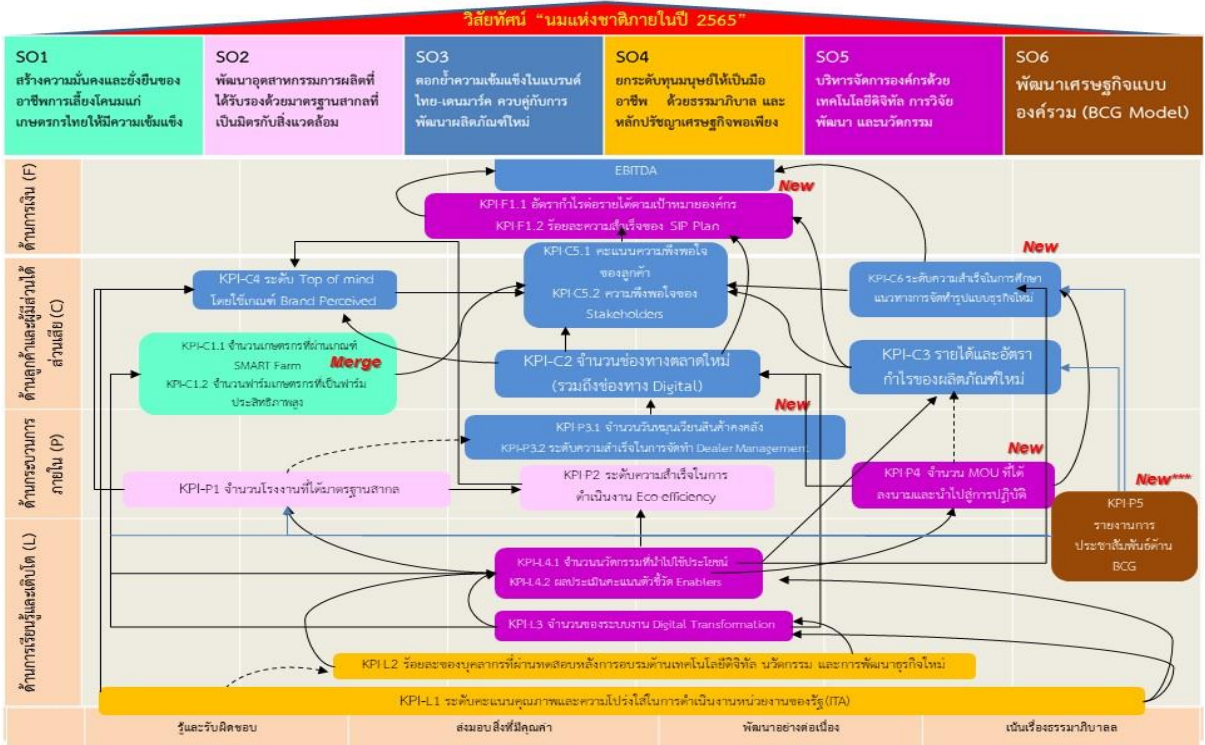 วิสัยทัศน์ “นมแห่งชาติภายในปี 2565”
SO1
สร้างความมั่นคงและยั่งยืนของ
อาชีพการเลี้ยงโคนมแก่
เกษตรกรไทยให้มีความเข้มแข็ง
SO2
พัฒนาอุตสาหกรรมการผลิตที่
ได้รับรองด้วยมาตรฐานสากลที่
เป็นมิตรกับสิ่งแวดล้อม
SO3
ตอกย้ำความเข้มแข็งในแบรนด์
ไทย-เดนมาร์ค ควบคู่กับการ
พัฒนาผลิตภัณฑ์ใหม่
SO4
ยกระดับทุนมนุษย์ให้เป็นมือ
อาชีพ ด้วยธรรมาภิบาล และ
หลักปรัชญาเศรษฐกิจพอเพียง
SO5
บริหารจัดการองค์กรด้วย
เทคโนโลยีดิจิทัล การวิจัย
พัฒนา และนวัตกรรม
SO6
พัฒนาเศรษฐกิจแบบ
องค์รวม (BCG Model)
ด้านการเงิน (F)
EBITDA
New
KPI-F1.1 อัตรากำไรต่อรายได้ตามเป้าหมายองค์กร
KPI-F1.2 ร้อยละความสำเร็จของ SIP Plan
ด้านลูกค้าและผู้มีส่วนได้
ส่วนเสีย (C)
KPI-C4 ระดับ Top of mind
โดยใช้เกณฑ์ Brand Perceived
KPI-C5.1 คะแนนความพึงพอใจ
ของลูกค้า
KPI-C5.2 ความพึงพอใจของ
Stakeholders
New
KPI-C6 ระดับความสำเร็จในการศึกษา
แนวทางการจัดทำรูปแบบธุรกิจใหม่
KPI-C1.1 จำนวนเกษตรกรที่ผ่านเกณฑ์
SMART Farm
Merge
KPI-C1.2 จำนวนฟาร์มเกษตรกรที่เป็นฟาร์ม
ประสิทธิภาพสูง
KPI-C2 จำนวนช่องทางตลาดใหม่
(รวมถึงช่องทาง Digital)
KPI-C3 รายได้และอัตรา
กำไรของผลิตภัณฑ์ใหม่
ด้านกระบวนการ
ภายใน (P)
New
KPI-P3.1 จำนวนวันหมุนเวียนสินค้าคงคลัง
KPI-P3.2 ระดับความสำเร็จในการจัดทำ Dealer Management
KPI-P1 จำนวนโรงงานที่ได้มาตรฐานสากล
KPI-P2 ระดับความสำเร็จในการ
ดำเนินงาน Eco-efficiency
New
KPI-P4 จำนวน MOU ที่ได้
ลงนามและนำไปสู่การปฏิบัติ
New***
KPI-P5
รายงานการ
ประชาสัมพันธ์ด้าน
BCG
ด้านการเรียนรู้และเติบโต (L)
KPI-L4.1 จำนวนนวัตกรรมที่นำไปใช้ประโยชน์
KPI-L4.2 ผลประเมินคะแนนตัวชี้วัด Enablers
KPI-L3 จำนวนของระบบงาน Digital Transformation
KPI-L2 ร้อยละของบุคลากรที่ผ่านทดสอบหลังการอบรมด้านเทคโนโลยีดิจิทัล นวัตกรรม และการพัฒนาธุรกิจใหม่
KPI-L1 ระดับคะแนนคุณภาพและความโปร่งใสในการดำเนินงานหน่วยงานของรัฐ(ITA)
รู้และรับผิดชอบ
ส่งมอบสิ่งที่มีคุณค่า
พัฒนาอย่างต่อเนื่อง
เน้นเรื่องธรรมาภิบาลล